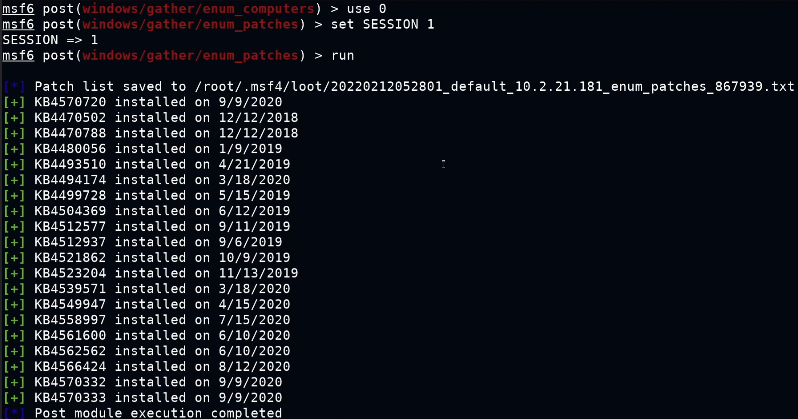 msf6 post(windows/gather/enum_computers) > use 0
msf6 post(windows/gather/enum_patches) > set SESSION 1
SESSION => 1
msf6 post(windows/gather/enum_patches) > run
[*] Patch list saved to /root/.msf4/loot/20220212052801_default_10.2.21.181_enum_patches_867939.txt
[+] KB4570720 installed on 9/9/2020
[+] KB4470502 installed on 12/12/2018
[+] KB4470788 installed on 12/12/2018
[+] KB4480056 installed on 1/9/2019
[+] KB4493510 installed on 4/21/2019
[+] KB4494174 installed on 3/18/2020
[+] KB4499728 installed on 5/15/2019
[+] KB4504369 installed on 6/12/2019
[+] KB4512577 installed on 9/11/2019
[+] KB4512937 installed on 9/6/2019
[+] KB4521862 installed on 10/9/2019
[+] KB4523204 installed on 11/13/2019
[+] KB4539571 installed on 3/18/2020
[+] KB4549947 installed on 4/15/2020
[+] KB4558997 installed on 7/15/2020
[+] KB4561600 installed on 6/10/2020
[+] KB4562562 installed on 6/10/2020
[+] KB4566424 installed on 8/12/2020
[+] KB4570332 installed on 9/9/2020
[+] KB4570333 installed on 9/9/2020
[*] Post module execution completed